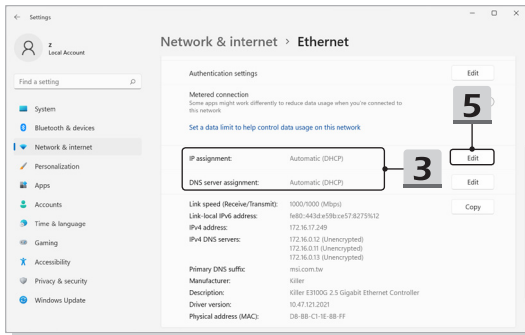 Settings
z
Local Account
Find a setting
System
Bluetooth & devices
Network & internet
Personalization
Apps
Accounts
Time & language
Gaming
Accessibility
Privacy & security
Windows Update
Network & internet > Ethernet
Authentication settings Edit
Metered connection
Some apps might work differently to reduce data usage when you're connected to
this network
5
Set a data limit to help control data usage on this network
IP assignment: Automatic (DHCP) Edit
3
DNS server assignment: Automatic (DHCP) Edit
Link speed (Receive/Transmit): 1000/1000 (Mbps) Copy
Link-local IPv6 address: fe80::443d:e59b:ce57:8275%12
IPv4 address: 172.16.17.249
IPv4 DNS servers: 172.16.0.12 (Unencrypted)
172.16.0.11 (Unencrypted)
172.16.0.13 (Unencrypted)
Primary DNS suffix: msi.com.tw
Manufacturer: Killer
Description: Killer E3100G 2.5 Gigabit Ethernet Controller
Driver version: 10.47.121.2021
Physical address (MAC): D8-BB-C1-1E-8B-FF